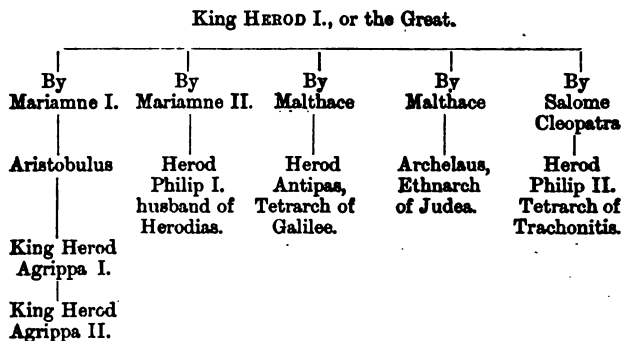 King HEROD I., or the Great.
By
Mariamne I.
By
Mariamne II.
By
Malthace
By
Malthace
By
Salome
Cleopatra
Aristobulus
Herod
Philip I.
husband of
Herodias.
Herod
Antipas,
Tetrarch of
Galilee.
Archelaus,
Ethnarch
of Judea.
Herod
Philip II.
Tetrarch of
Trachonitis.
King Herod
Agrippa I.
King Herod
Agrippa II.